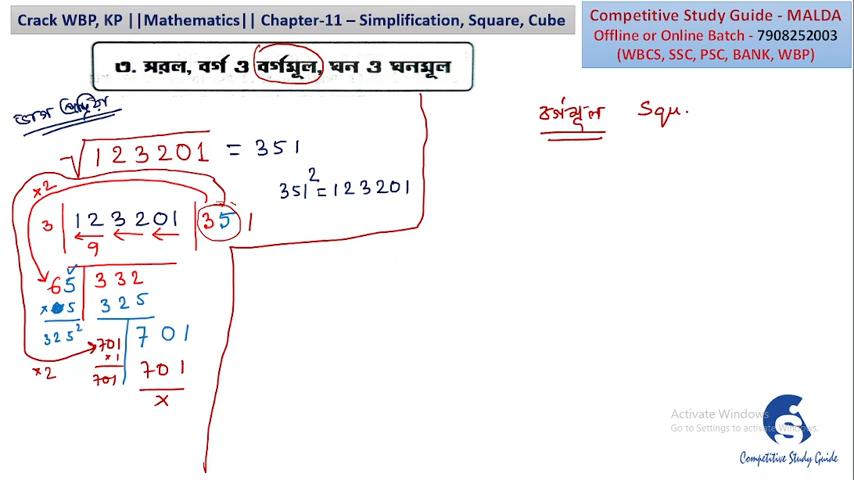 Crack WBP, KP ||Mathematics|| Chapter-11 – Simplification, Square, Cube
Competitive Study Guide - MALDA
Offline or Online Batch - 7908252003
(WBCS, SSC, PSC, BANK, WBP)
৩. সরল, বর্গ ও বর্গমূল, ঘন ও ঘনমূল
ভাগ প্রক্রিয়া
√123201 = 351
351² = 123201
×2
3 | 123201 | 351
9
65 | 332
×5 | 325
325
701 | 701
×1
701 | 701
×2
×
বর্গমূল Squ.
Activate Windows
Go to Settings to activate Windows.
Competitive Study Guide